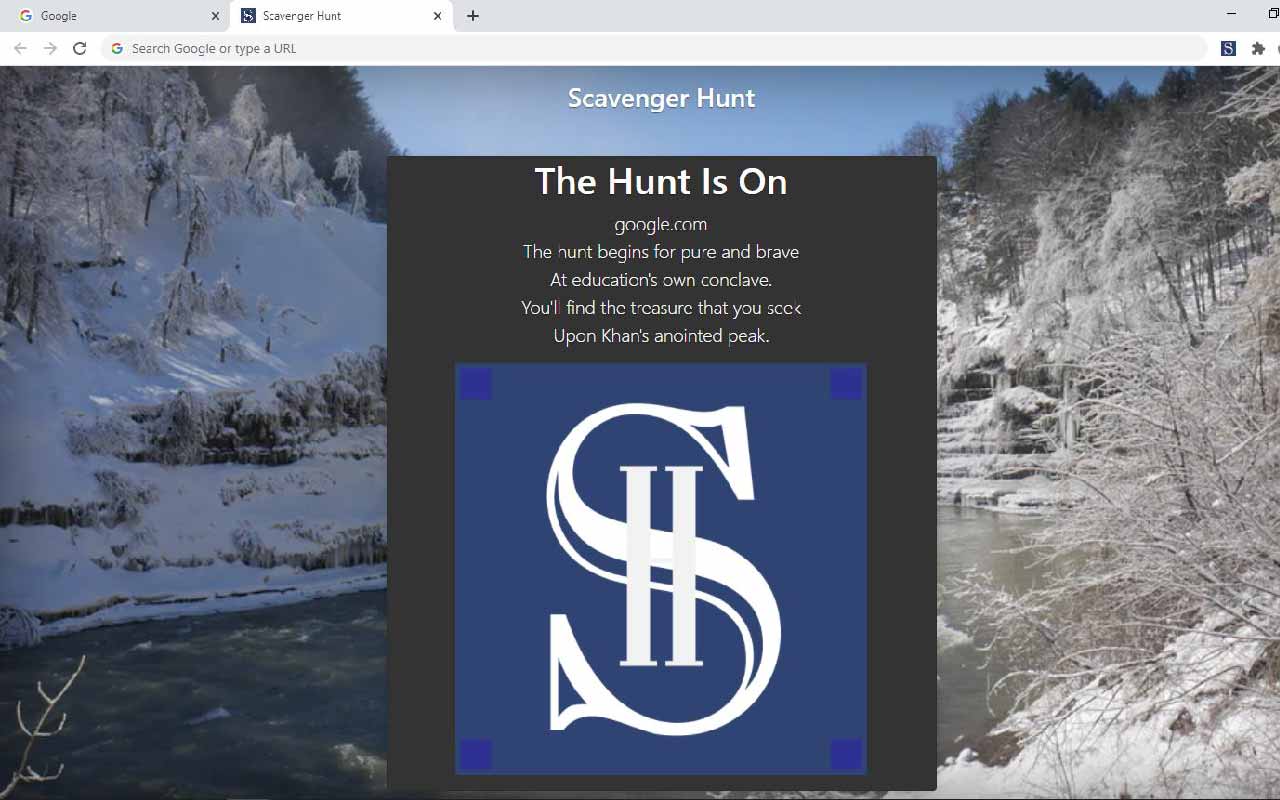 Google
Scavenger Hunt
Search Google or type a URL
S
Scavenger Hunt
The Hunt Is On
google.com
The hunt begins for pure and brave
At education's own conclave.
You'll find the treasure that you seek
Upon Khan's anointed peak.
SH